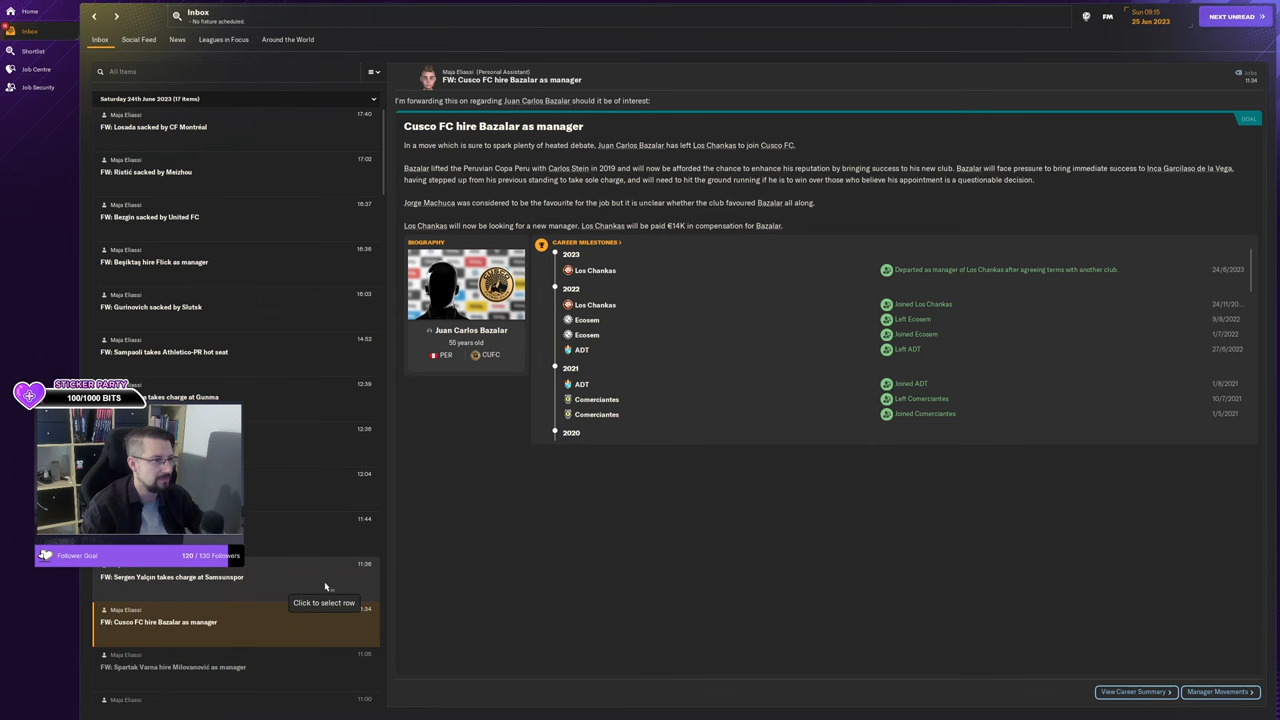 Home
Inbox
Shortlist
Job Centre
Job Security
Inbox
- No fixture scheduled.
FM
Sun 09:15
25 Jun 2023
NEXT UNREAD
Inbox
Social Feed
News
Leagues in Focus
Around the World
All Items
Saturday 24th June 2023 (17 items)
Maja Eliassi
17:40
FW: Losada sacked by CF Montréal
Maja Eliassi
17:02
FW: Ristić sacked by Meizhou
Maja Eliassi
16:37
FW: Bezgin sacked by United FC
Maja Eliassi
16:36
FW: Beşiktaş hire Flick as manager
Maja Eliassi
16:03
FW: Gurinovich sacked by Slutsk
Maja Eliassi
14:52
FW: Sampaoli takes Athletico-PR hot seat
12:39
takes charge at Gunma
12:36
12:04
11:44
11:36
FW: Sergen Yalçın takes charge at Samsunspor
Click to select row
Maja Eliassi
1:34
FW: Cusco FC hire Bazalar as manager
Maja Eliassi
11:05
FW: Spartak Varna hire Milovanović as manager
Maja Eliassi
11:00
STICKER PARTY
100/1000 BITS
Follower Goal
120 / 130 Followers
Maja Eliassi (Personal Assistant)
FW: Cusco FC hire Bazalar as manager
Jobs
11:34
I'm forwarding this on regarding Juan Carlos Bazalar should it be of interest:
GOAL
Cusco FC hire Bazalar as manager
In a move which is sure to spark plenty of heated debate, Juan Carlos Bazalar has left Los Chankas to join Cusco FC.
Bazalar lifted the Peruvian Copa Peru with Carlos Stein in 2019 and will now be afforded the chance to enhance his reputation by bringing success to his new club. Bazalar will face pressure to bring immediate success to Inca Garcilaso de la Vega,
having stepped up from his previous standing to take sole charge, and will need to hit the ground running if he is to win over those who believe his appointment is a questionable decision.
Jorge Machuca was considered to be the favourite for the job but it is unclear whether the club favoured Bazalar all along.
Los Chankas will now be looking for a new manager. Los Chankas will be paid €14K in compensation for Bazalar.
BIOGRAPHY
CUSCO
Juan Carlos Bazalar
55 years old
PER
CUFC
CAREER MILESTONES >
2023
Los Chankas
Departed as manager of Los Chankas after agreeing terms with another club.
24/6/2023
2022
Los Chankas
Joined Los Chankas
24/11/20...
Ecosem
Left Ecosem
9/8/2022
Ecosem
Joined Ecosem
1/7/2022
ADT
Left ADT
27/6/2022
2021
ADT
Joined ADT
1/8/2021
Comerciantes
Left Comerciantes
10/7/2021
Comerciantes
Joined Comerciantes
1/5/2021
2020
View Career Summary >
Manager Movements >